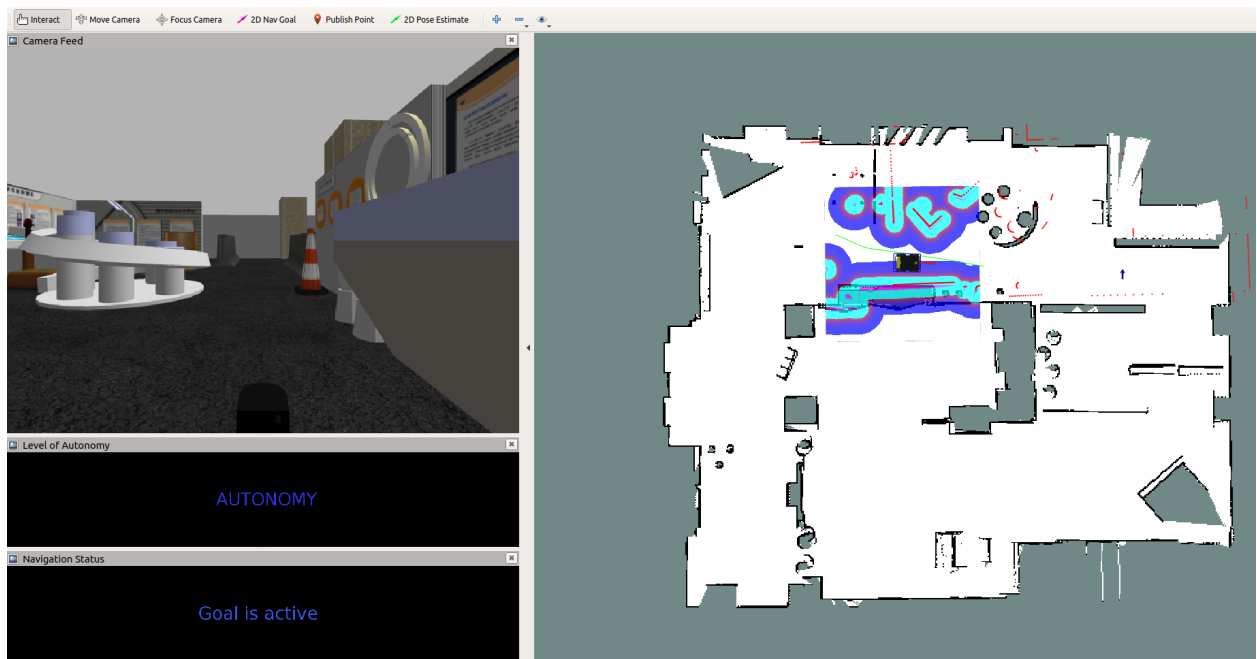 Interact Move Camera Focus Camera 2D Nav Goal Publish Point 2D Pose Estimate
Camera Feed
Level of Autonomy
AUTONOMY
Navigation Status
Goal is active